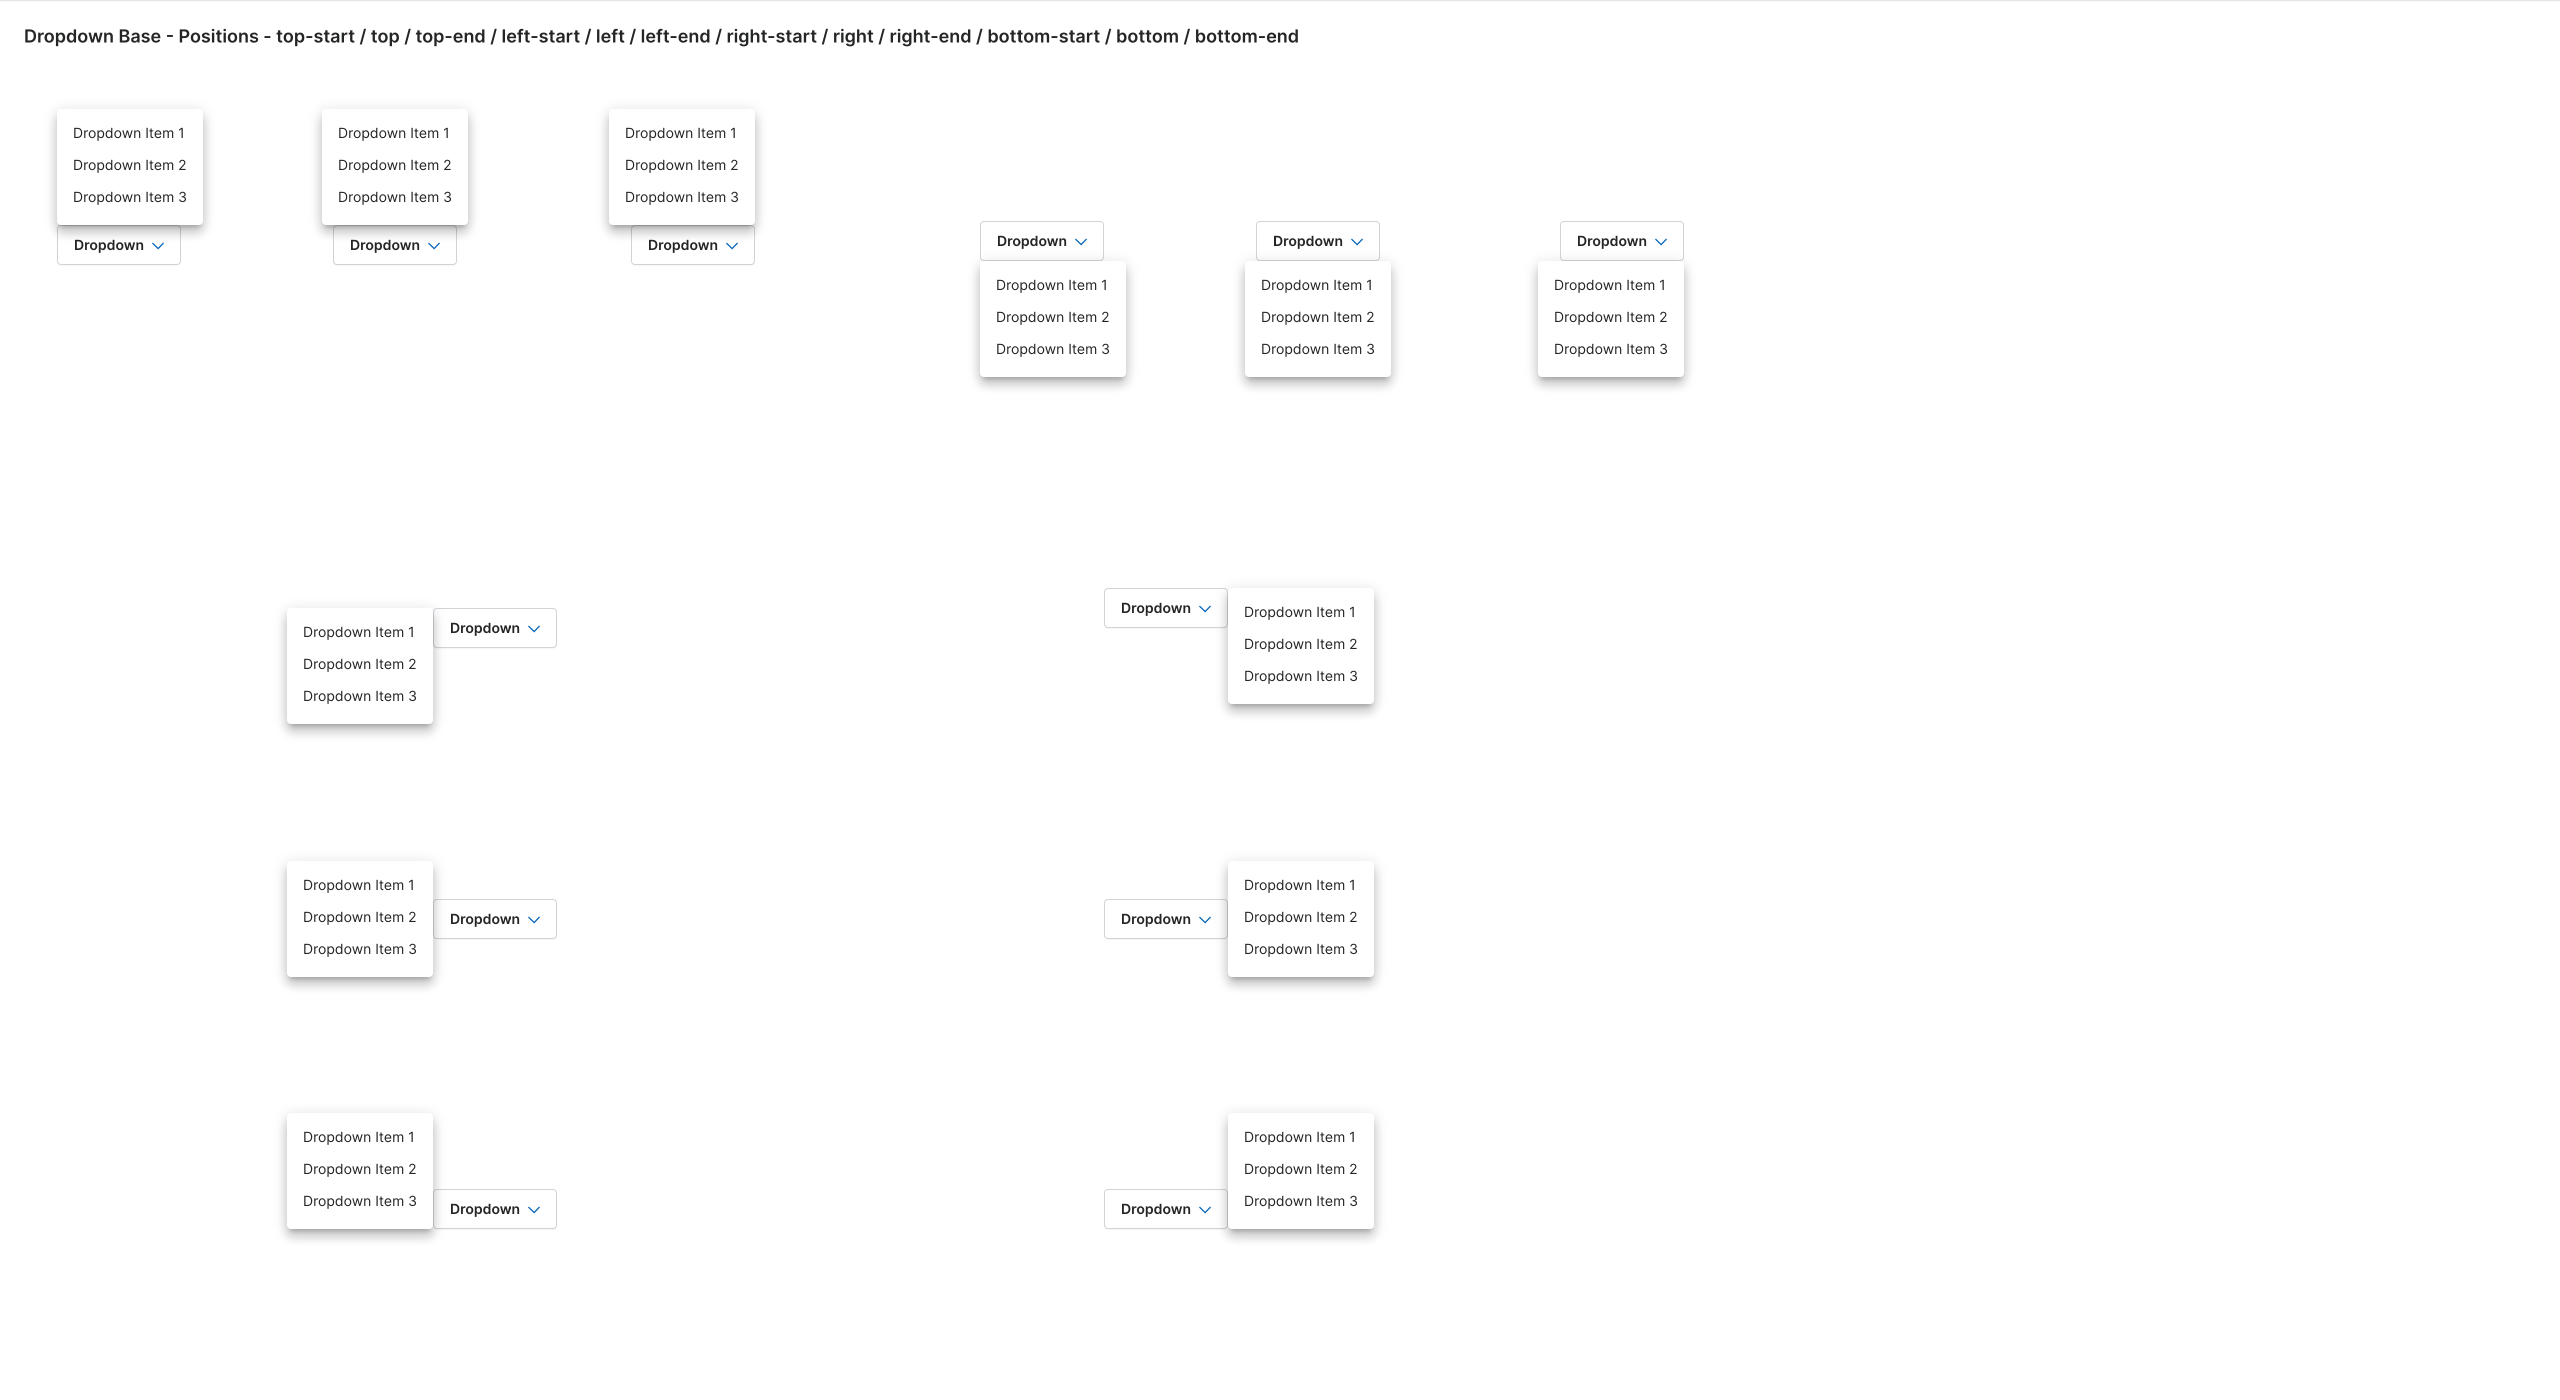 Dropdown Base - Positions - top-start / top / top-end / left-start / left / left-end / right-start / right / right-end / bottom-start / bottom / bottom-end
Dropdown Item 1
Dropdown Item 2
Dropdown Item 3
Dropdown
Dropdown Item 1
Dropdown Item 2
Dropdown Item 3
Dropdown
Dropdown Item 1
Dropdown Item 2
Dropdown Item 3
Dropdown
Dropdown
Dropdown Item 1
Dropdown Item 2
Dropdown Item 3
Dropdown
Dropdown Item 1
Dropdown Item 2
Dropdown Item 3
Dropdown
Dropdown Item 1
Dropdown Item 2
Dropdown Item 3
Dropdown Item 1
Dropdown Item 2
Dropdown Item 3
Dropdown
Dropdown
Dropdown Item 1
Dropdown Item 2
Dropdown Item 3
Dropdown Item 1
Dropdown Item 2
Dropdown Item 3
Dropdown
Dropdown
Dropdown Item 1
Dropdown Item 2
Dropdown Item 3
Dropdown Item 1
Dropdown Item 2
Dropdown Item 3
Dropdown
Dropdown
Dropdown Item 1
Dropdown Item 2
Dropdown Item 3